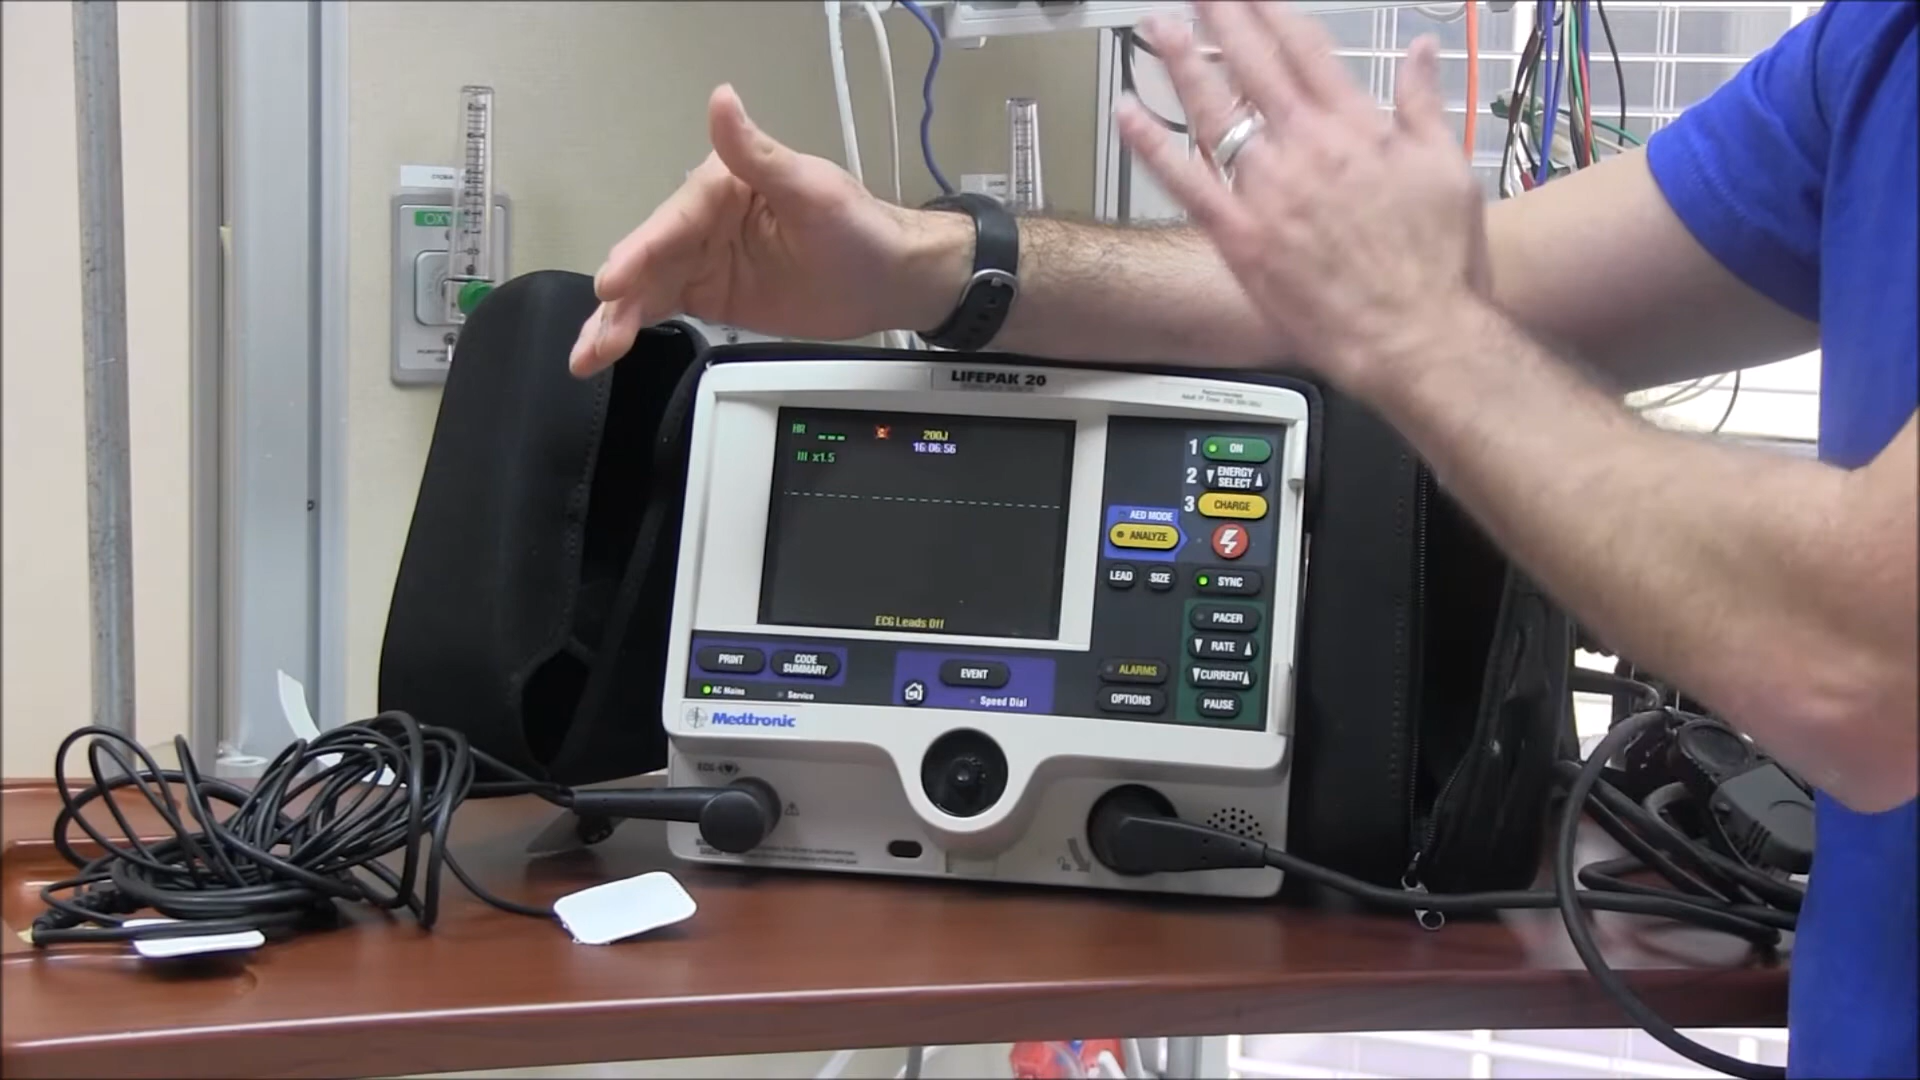 OXY
LIFEPAK 20
HR
---
200J
16:06:56
III x1.5
ECG Leads Off
1 ON
2 ENERGY SELECT
3 CHARGE
AED MODE
ANALYZE
LEAD
SIZE
SYNC
PACER
RATE
CURRENT
PAUSE
ALARMS
OPTIONS
PRINT
CODE SUMMARY
EVENT
AC Mains
Service
Speed Dial
Medtronic
ECG